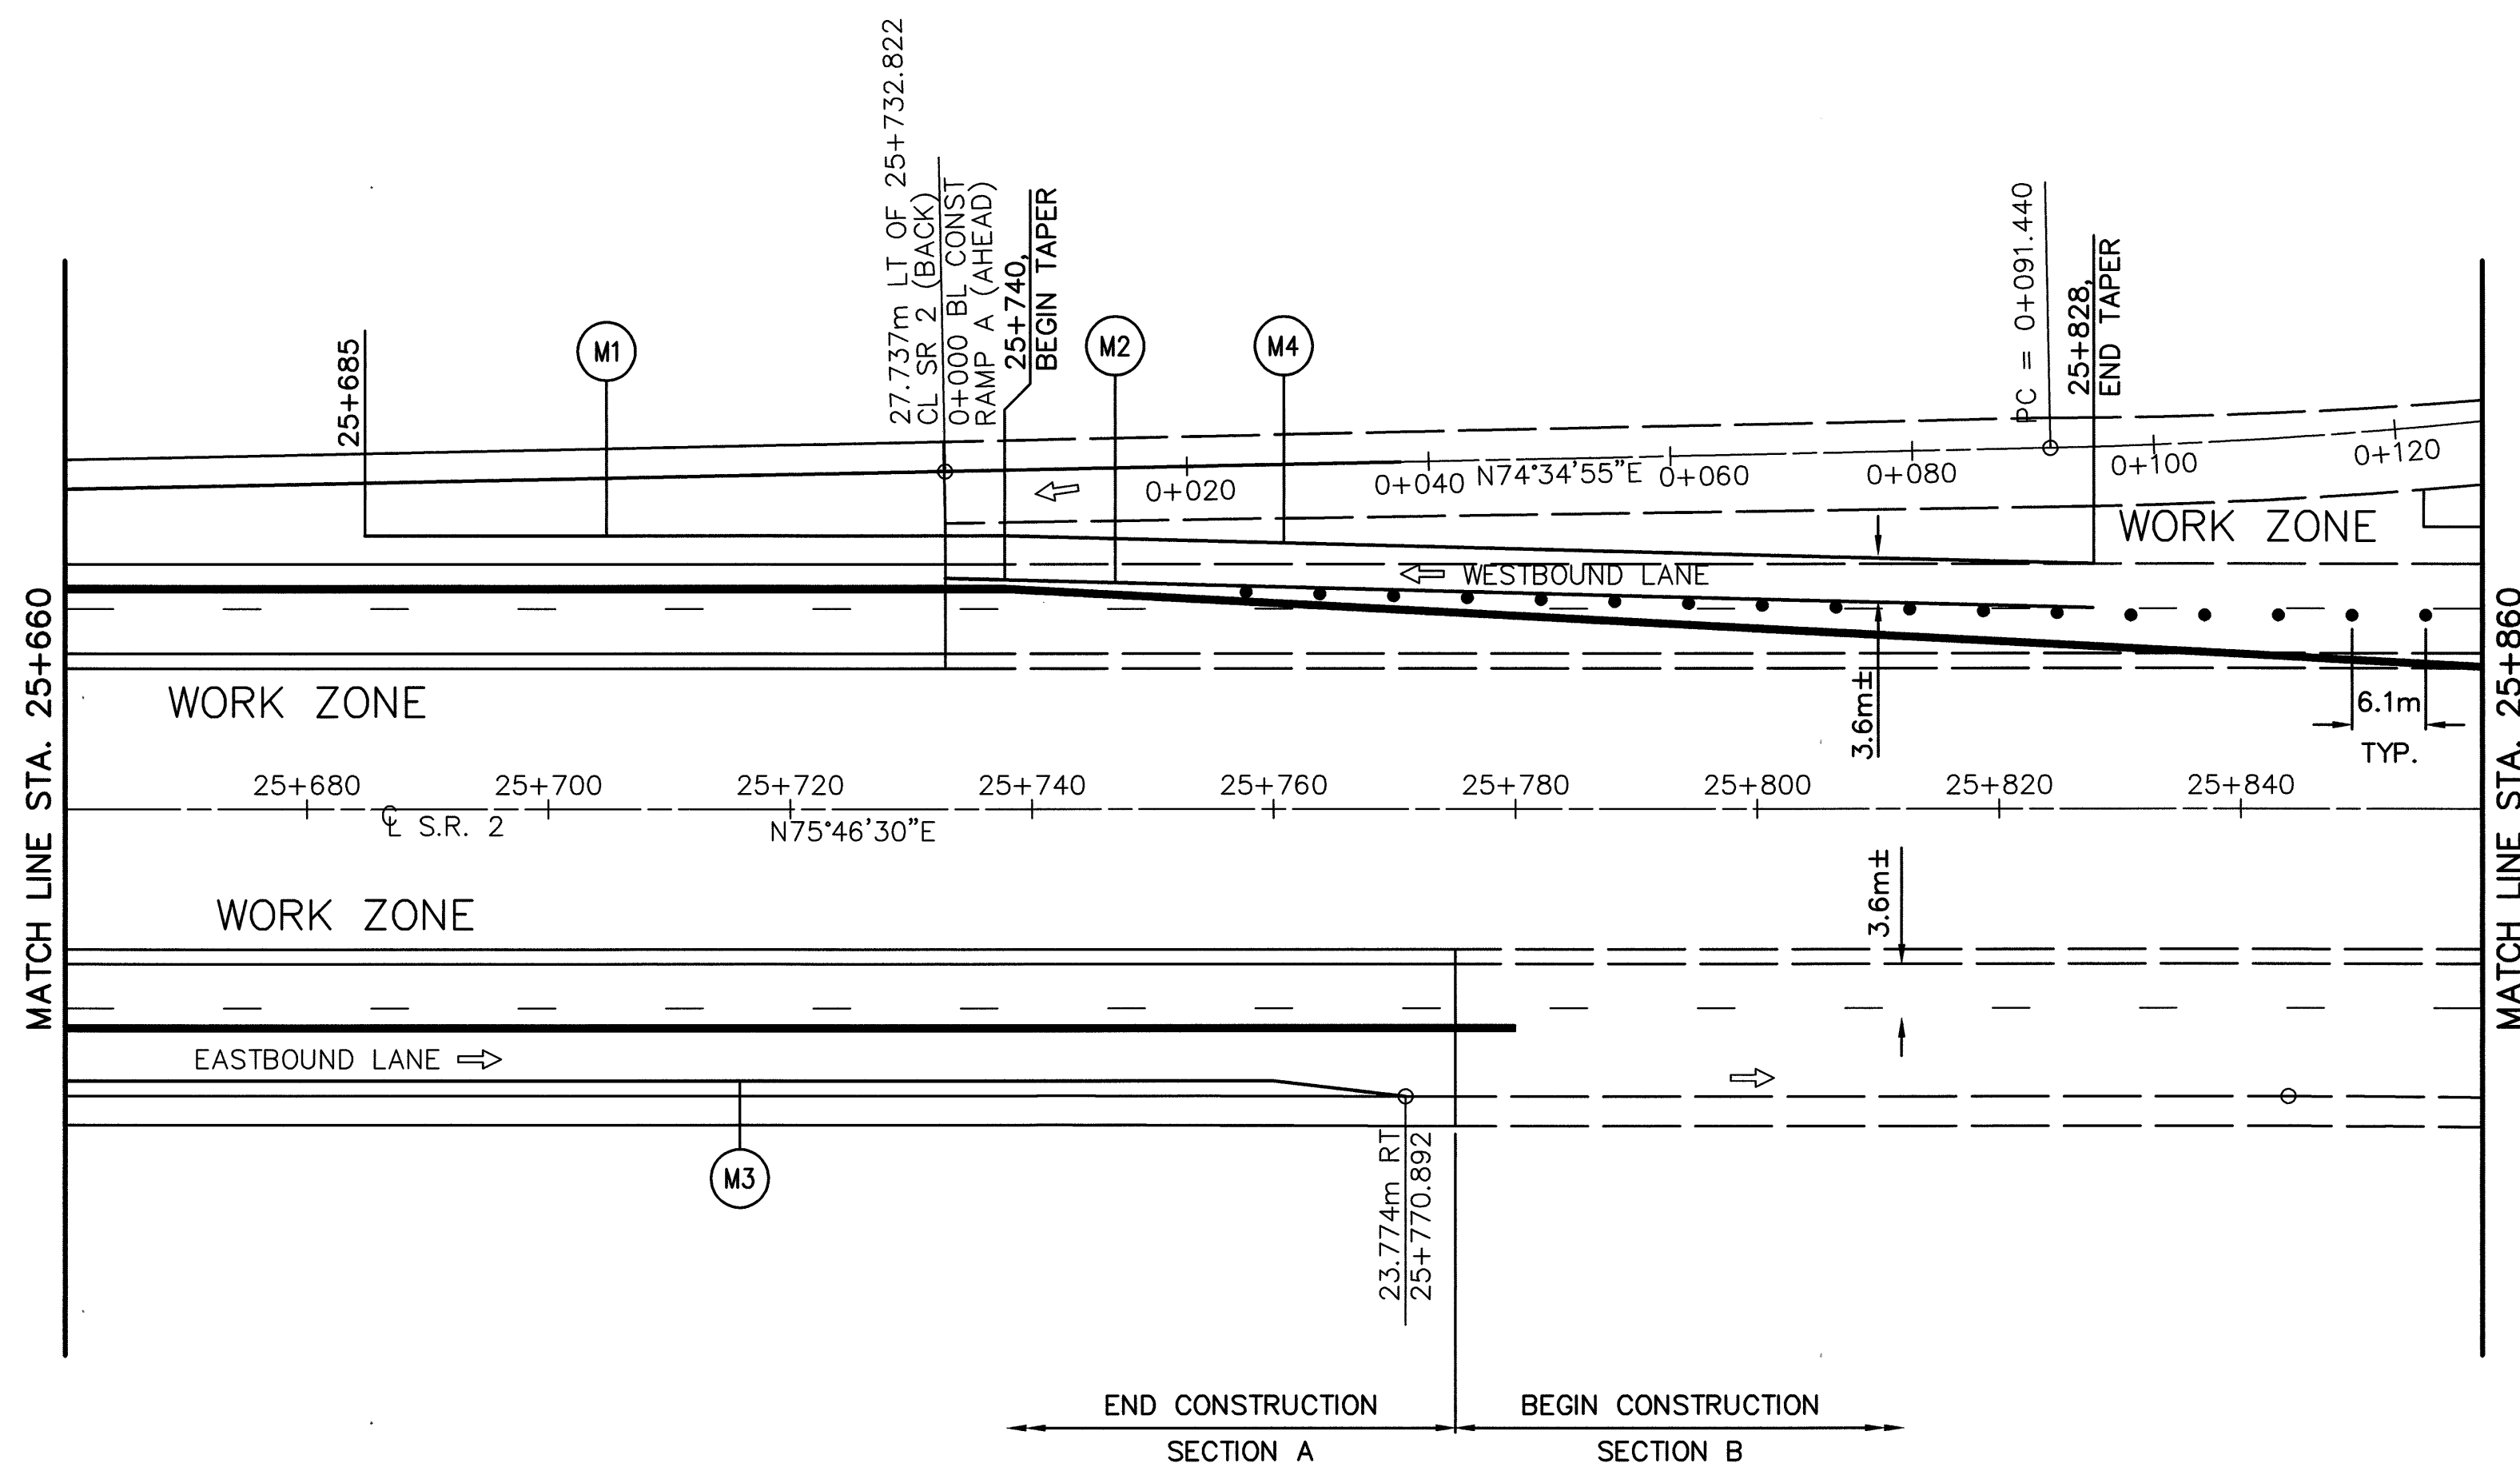 27.737m LT OF 25+732.822
CL SR 2 (BACK)
0+000 BL CONST
RAMP A (AHEAD)
25+740,
BEGIN TAPER
PC = 0+091.440
25+828,
END TAPER
25+685
M1
M2
M4
0+020
0+040
N74°34'55"E
0+060
0+080
0+100
0+120
WORK ZONE
WESTBOUND LANE
MATCH LINE STA. 25+660
MATCH LINE STA. 25+860
WORK ZONE
3.6m±
6.1m
TYP.
25+680
25+700
25+720
25+740
25+760
25+780
25+800
25+820
25+840
℄ S.R. 2
N75°46'30"E
WORK ZONE
3.6m±
EASTBOUND LANE
M3
23.774m RT
25+770.892
END CONSTRUCTION
SECTION A
BEGIN CONSTRUCTION
SECTION B